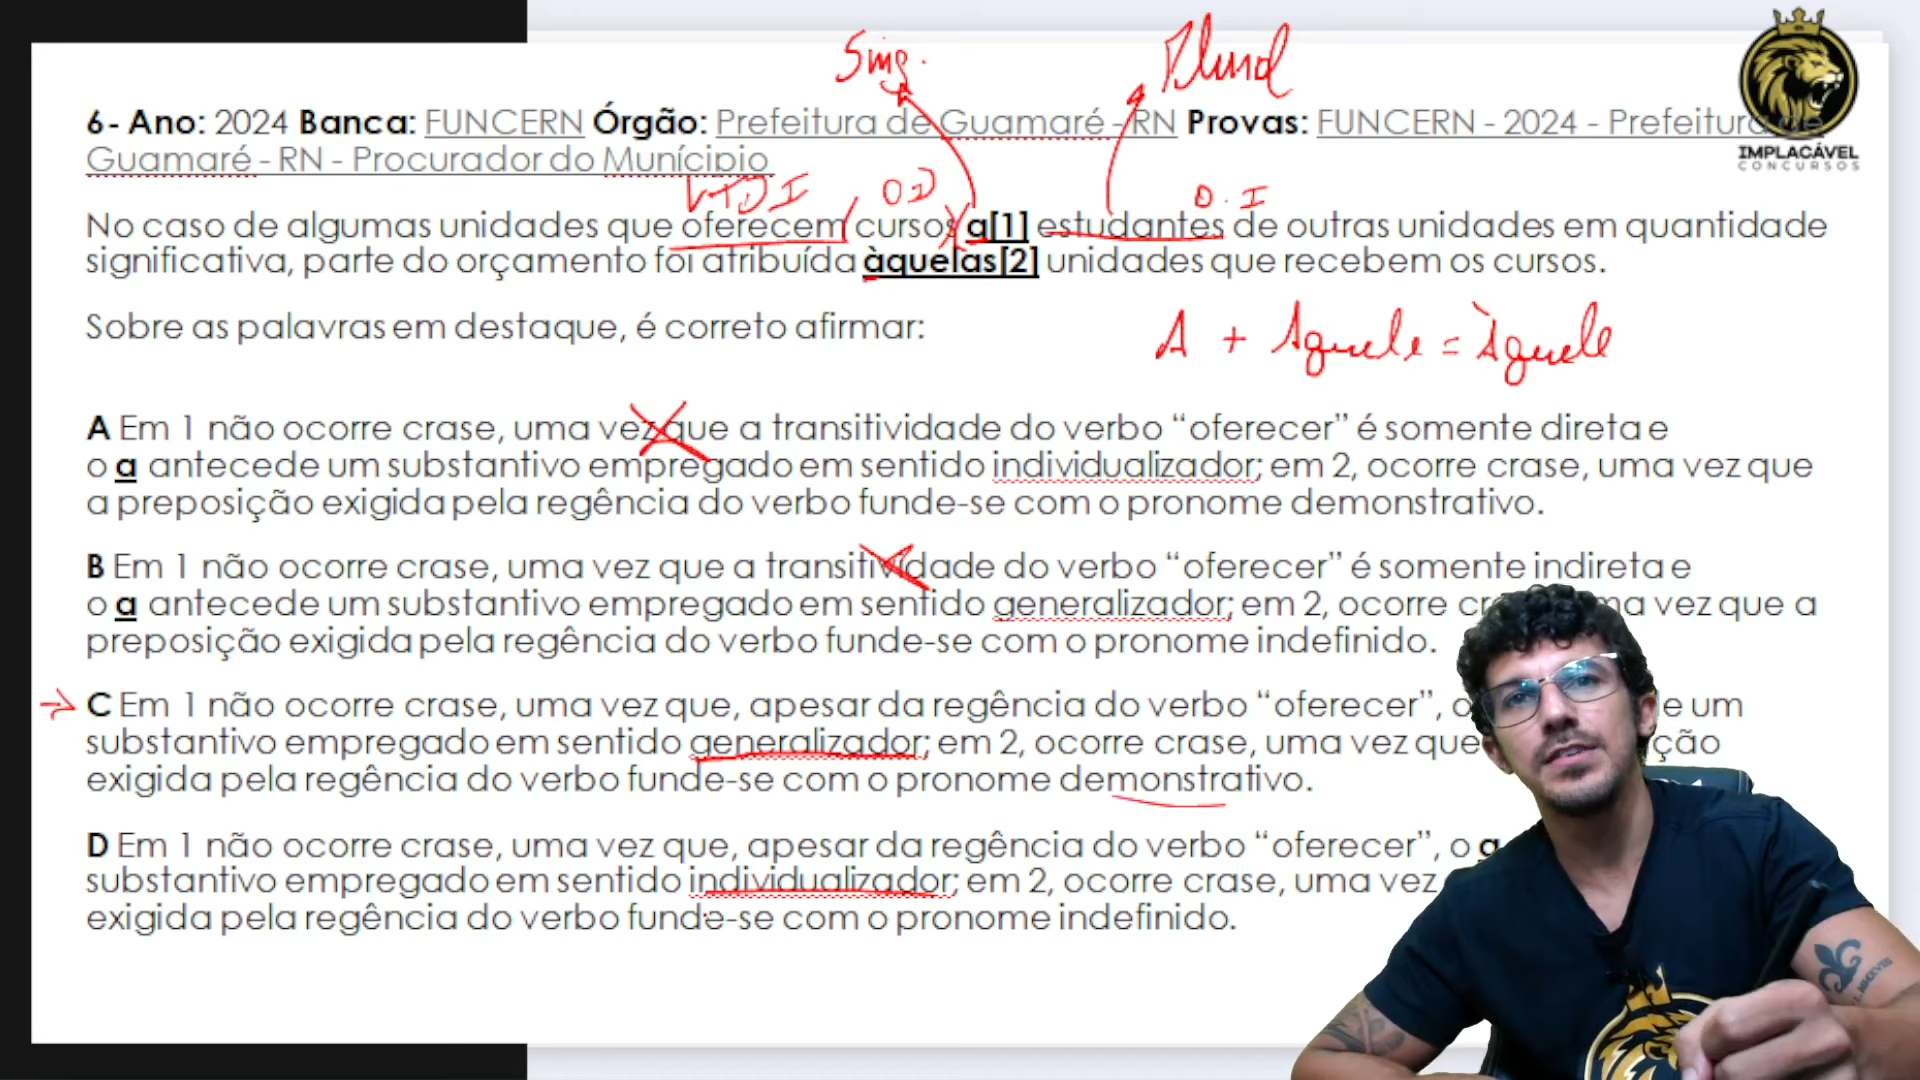 Sing. Plural
6- Ano: 2024 Banca: FUNCERN Órgão: Prefeitura de Guamaré - RN Provas: FUNCERN - 2024 - Prefeitura de
Guamaré - RN - Procurador do Munícipio
IMPLACÁVEL
CONCURSOS
VTDI OD O.I
No caso de algumas unidades que oferecem cursos a[1] estudantes de outras unidades em quantidade
significativa, parte do orçamento foi atribuída àquelas[2] unidades que recebem os cursos.
Sobre as palavras em destaque, é correto afirmar:
A + Aquele = Àquele
A Em 1 não ocorre crase, uma vez que a transitividade do verbo “oferecer” é somente direta e
o a antecede um substantivo empregado em sentido individualizador; em 2, ocorre crase, uma vez que
a preposição exigida pela regência do verbo funde-se com o pronome demonstrativo.
B Em 1 não ocorre crase, uma vez que a transitividade do verbo “oferecer” é somente indireta e
o a antecede um substantivo empregado em sentido generalizador; em 2, ocorre vez que a
preposição exigida pela regência do verbo funde-se com o pronome indefinido.
C Em 1 não ocorre crase, uma vez que, apesar da regência do verbo “oferecer”, o e um
substantivo empregado em sentido generalizador; em 2, ocorre crase, uma vez que
exigida pela regência do verbo funde-se com o pronome demonstrativo.
D Em 1 não ocorre crase, uma vez que, apesar da regência do verbo “oferecer”, o a
substantivo empregado em sentido individualizador; em 2, ocorre crase, uma vez
exigida pela regência do verbo funde-se com o pronome indefinido.